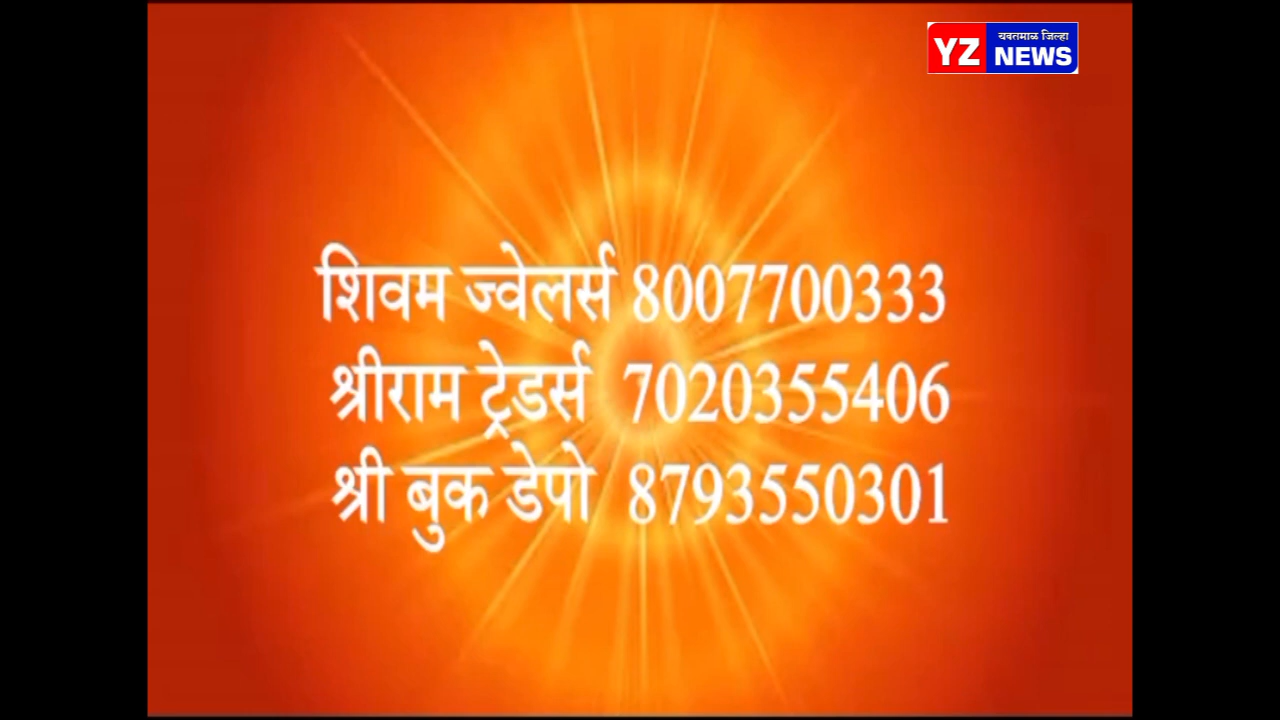 यवतमाळ जिल्हा
YZ NEWS
शिवम ज्वेलर्स 8007700333
श्रीराम ट्रेडर्स 7020355406
श्री बुक डेपो 8793550301